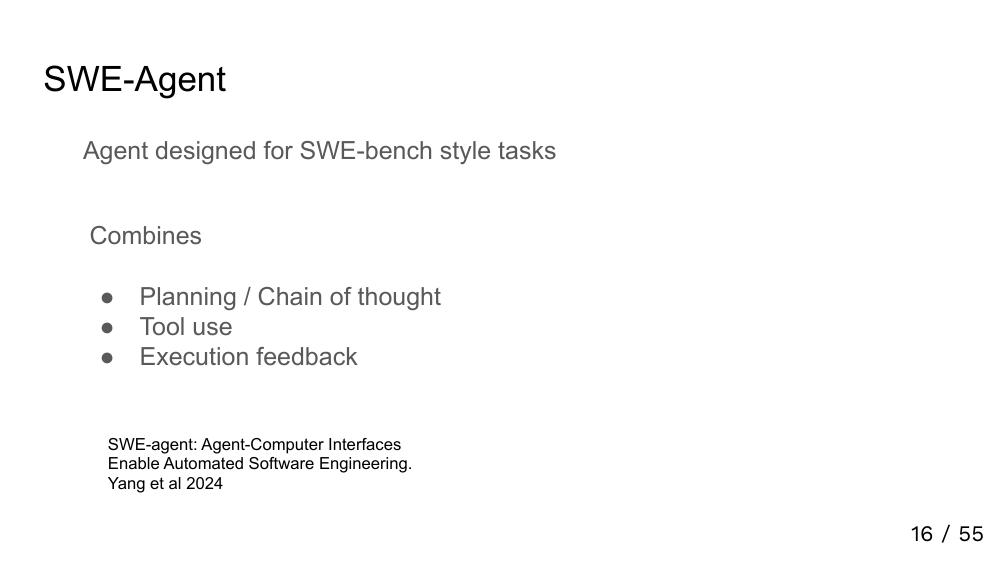 SWE-Agent
Agent designed for SWE-bench style tasks
Combines
● Planning / Chain of thought
● Tool use
● Execution feedback
SWE-agent: Agent-Computer Interfaces
Enable Automated Software Engineering.
Yang et al 2024
16 / 55